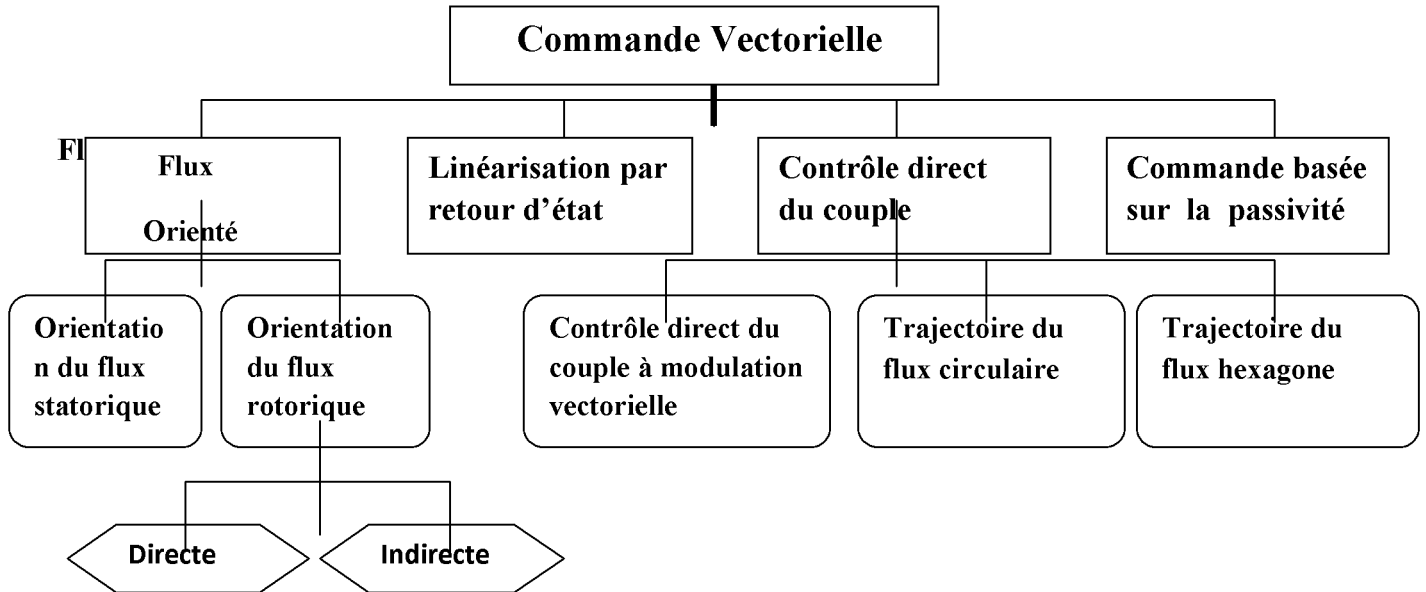 Commande Vectorielle
Fl
Flux
Orienté
Linéarisation par
retour d’état
Contrôle direct
du couple
Commande basée
sur la passivité
Orientatio
n du flux
statorique
Orientation
du flux
rotorique
Contrôle direct du
couple à modulation
vectorielle
Trajectoire du
flux circulaire
Trajectoire du
flux hexagone
Directe
Indirecte